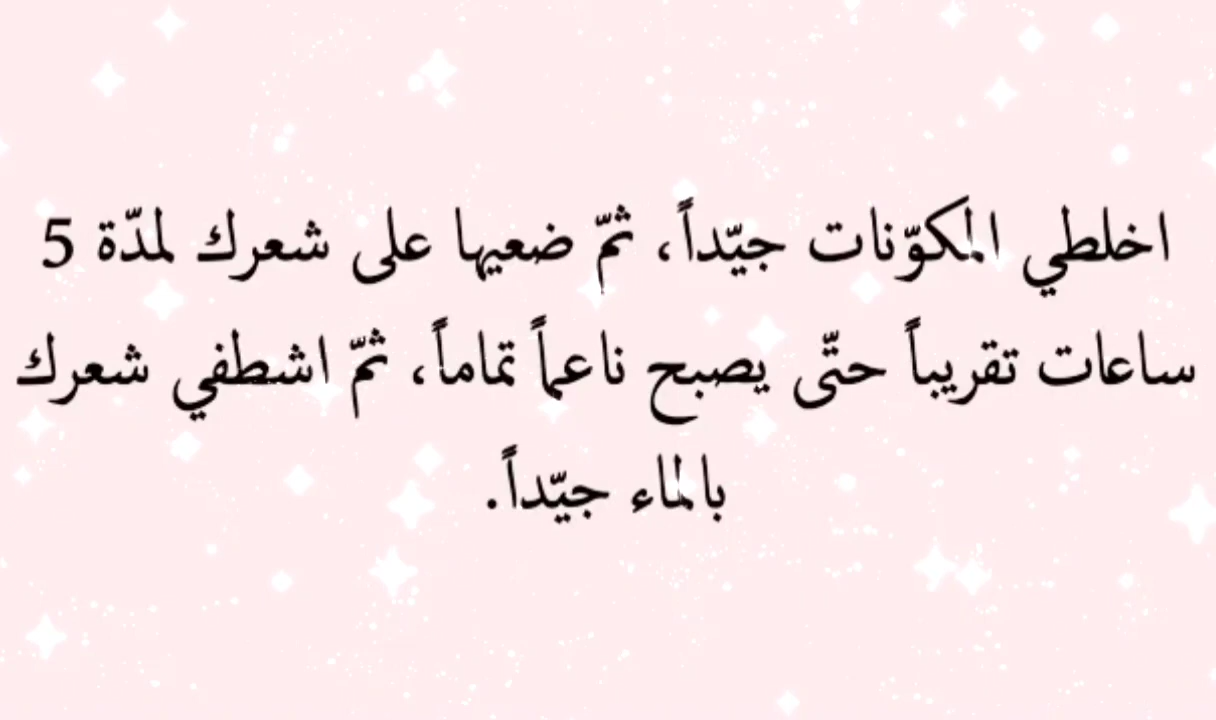 اخلطي المكوّنات جيّداً، ثمّ ضعيها على شعرك لمدّة 5
ساعات تقريباً حتّى يصبح ناعماً تماماً، ثمّ اشطفي شعرك
بالماء جيّداً.